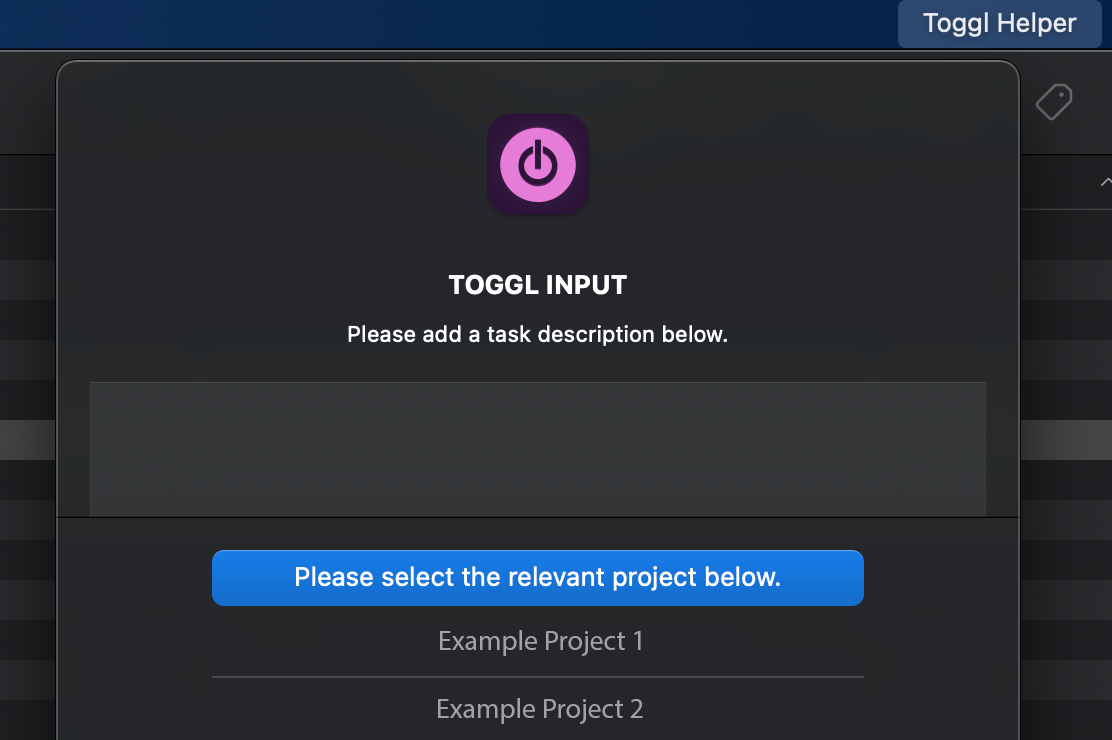 Toggl Helper
TOGGL INPUT
Please add a task description below.
Please select the relevant project below.
Example Project 1
Example Project 2